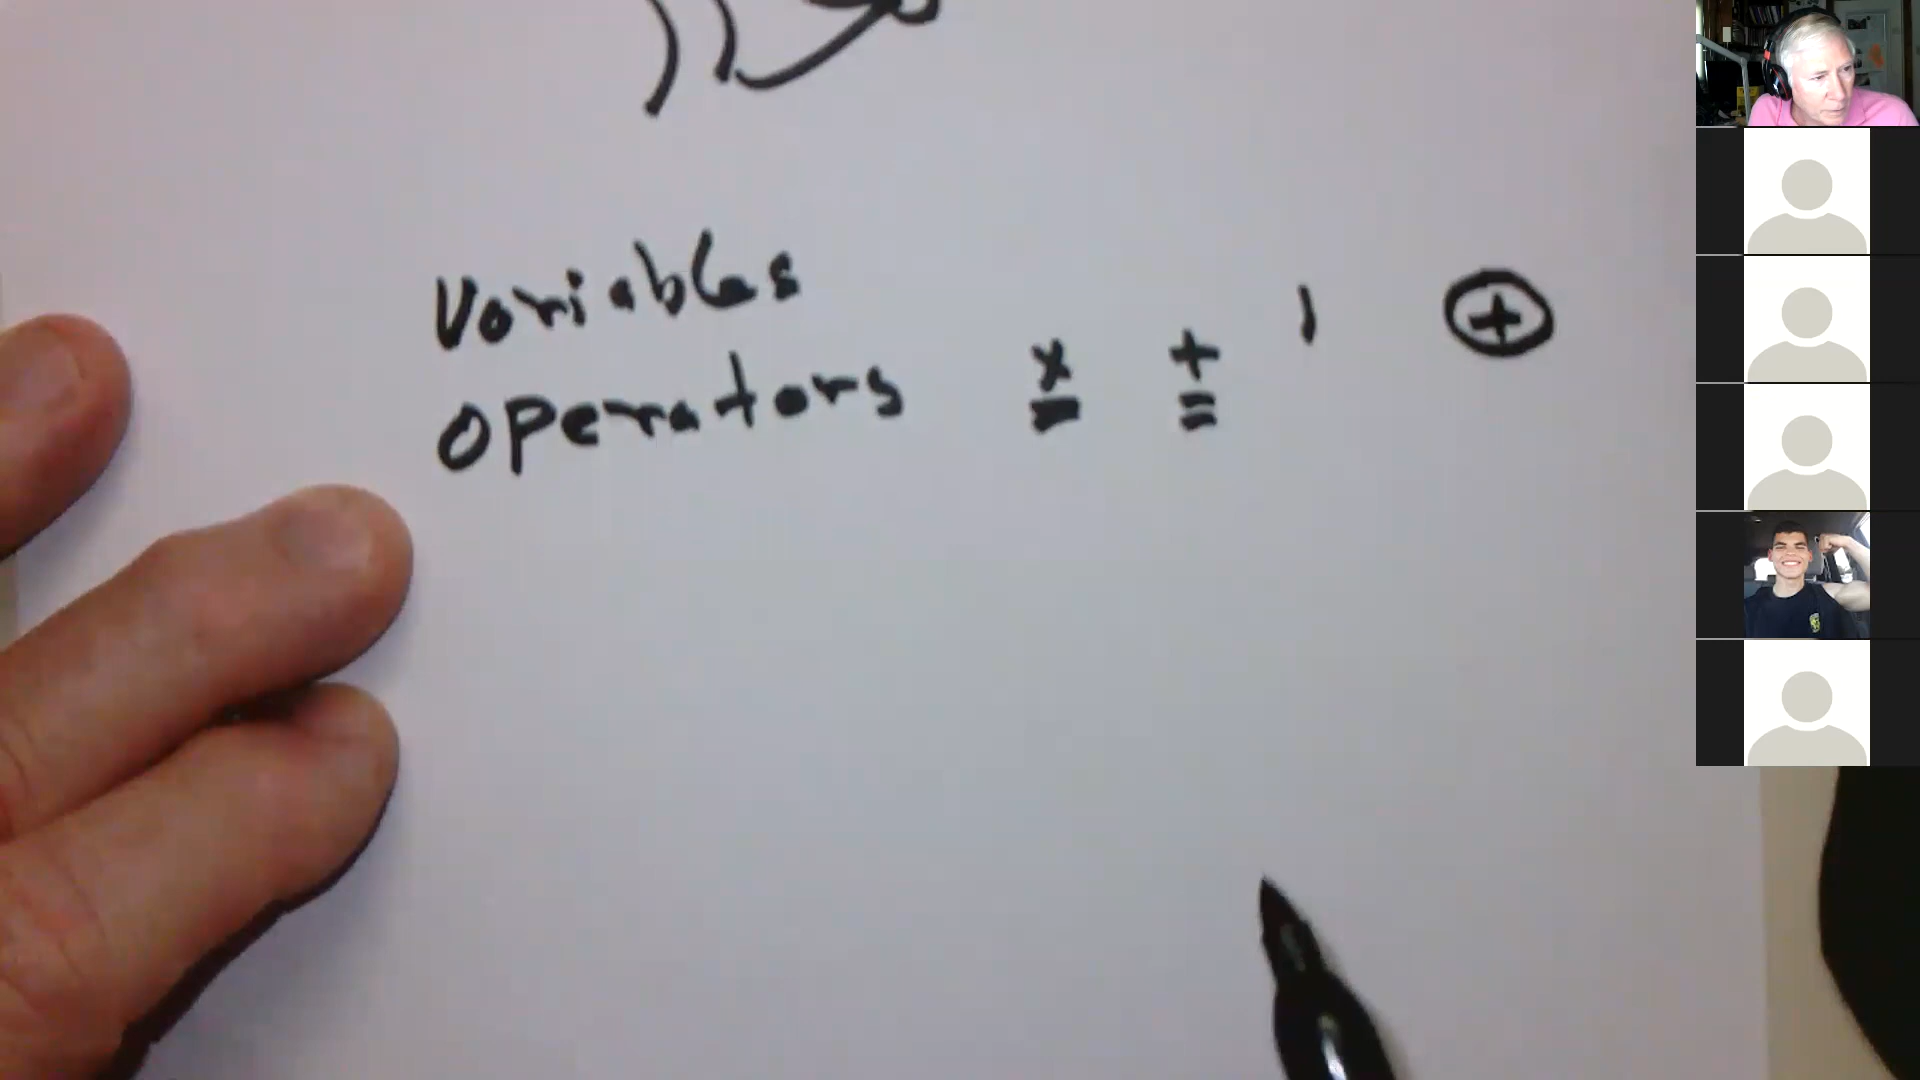 Variables
operators x + ' ⊕